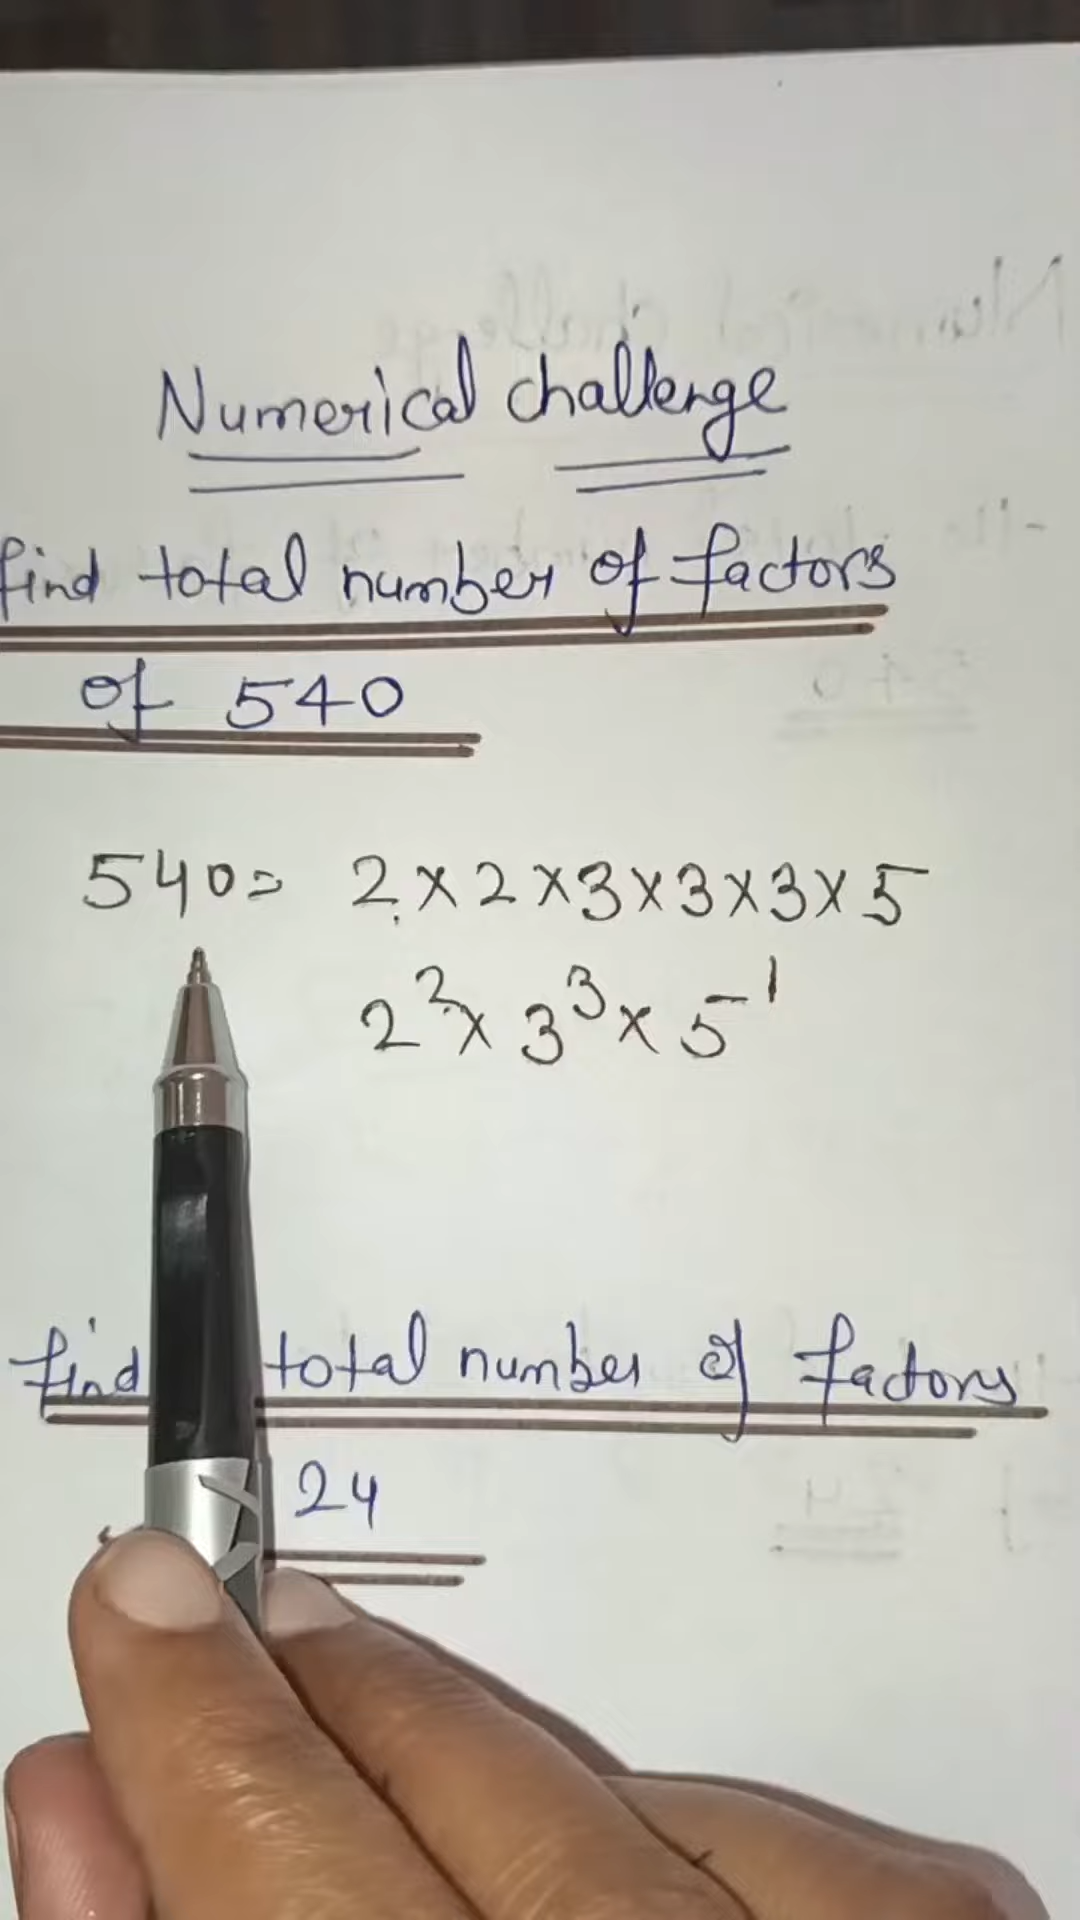 Numerical challenge
find total number of factors
of 540
540= 2×2×3×3×3×5
2²× 3³× 5¹
find total number of factors
24